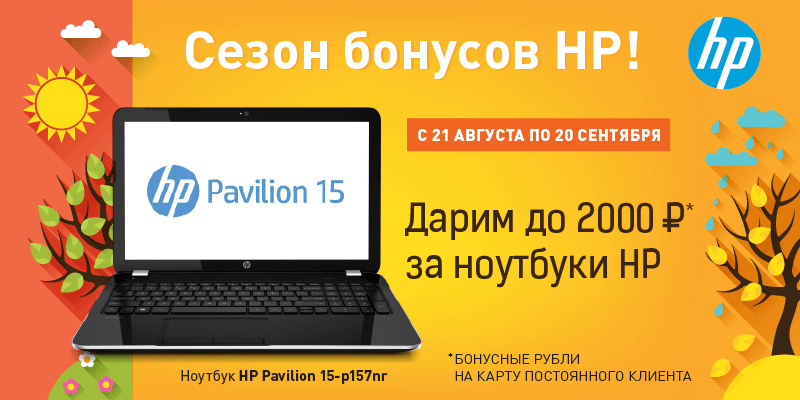 Сезон бонусов HP!
hp
С 21 АВГУСТА ПО 20 СЕНТЯБРЯ
hp Pavilion 15
Дарим до 2000 ₽*
за ноутбуки HP
hp
Ноутбук HP Pavilion 15-p157nr
*БОНУСНЫЕ РУБЛИ
НА КАРТУ ПОСТОЯННОГО КЛИЕНТА